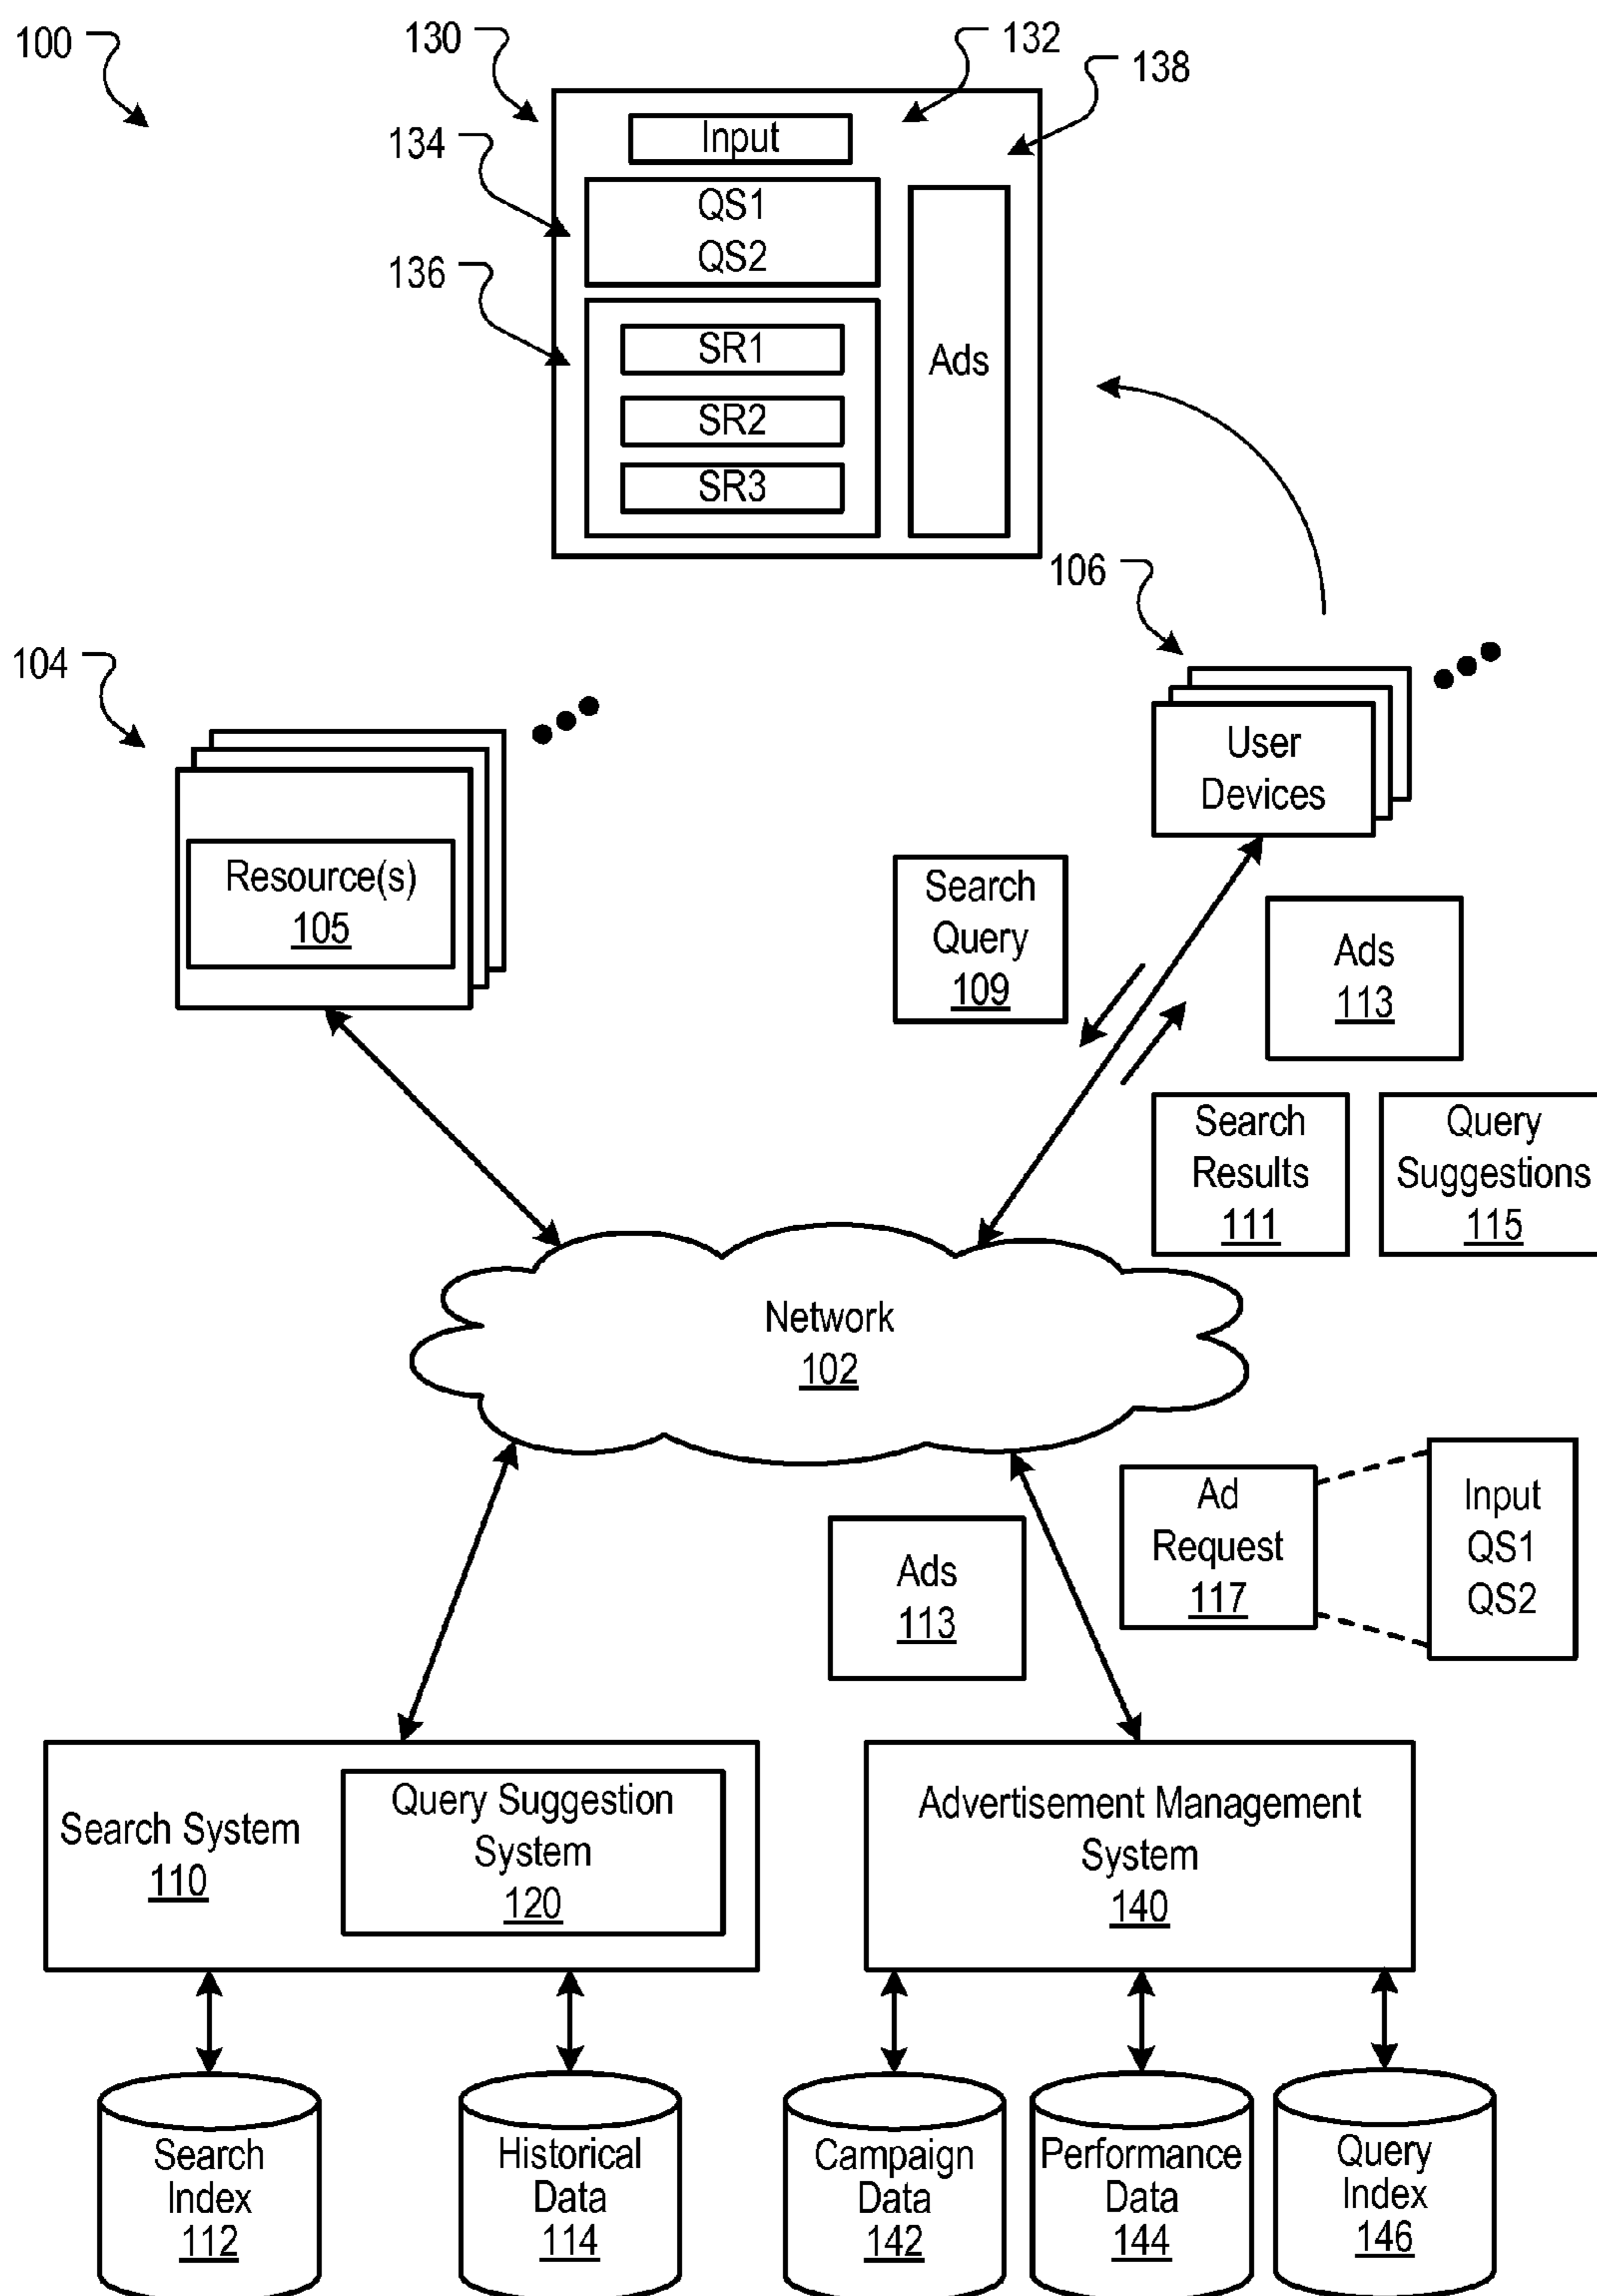 100
130
132
138
Input
134
QS1
QS2
136
SR1
Ads
SR2
SR3
106
104
User
Devices
Resource(s)
105
Search
Query
109
Ads
113
Search
Results
111
Query
Suggestions
115
Network
102
Ad
Request
117
Input
QS1
QS2
Ads
113
Search System
110
Query Suggestion
System
120
Advertisement Management
System
140
Search
Index
112
Historical
Data
114
Campaign
Data
142
Performance
Data
144
Query
Index
146